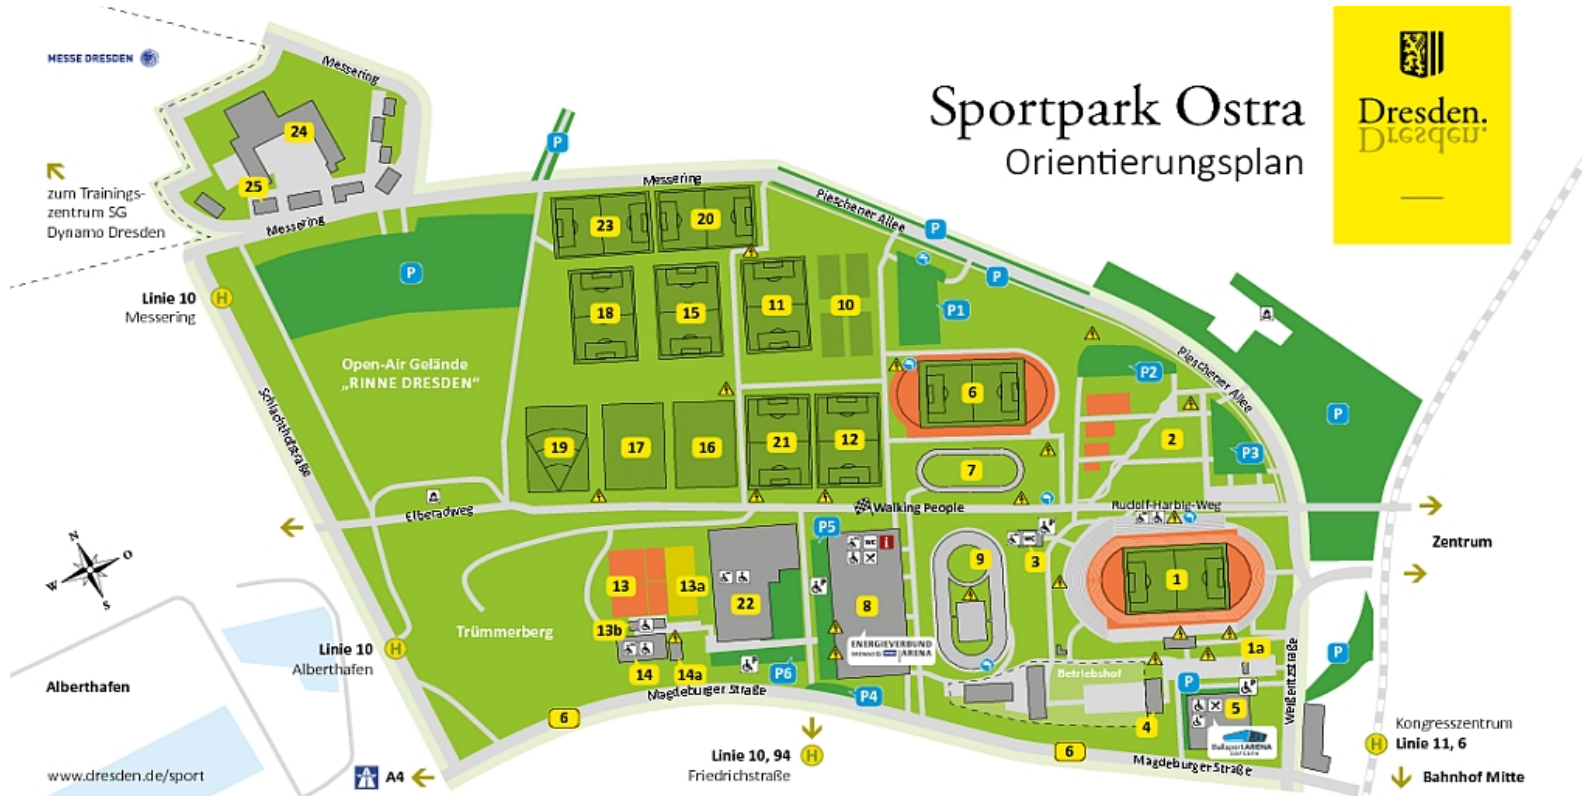 Sportpark Ostra
Orientierungsplan
Dresden.
MESSE DRESDEN
zum Trainings-
zentrum SG
Dynamo Dresden
Messering
24
25
Messering
P
Messering
Pieschener Allee
P
P
P
Linie 10
Messering
H
Open-Air Gelände
„RINNE DRESDEN“
23
20
18
15
11
10
P1
6
P2
Pieschener Allee
P
2
P3
19
17
16
21
12
7
Schlachthofstraße
Elberadweg
Walking People
Rudolf-Harbig-Weg
Zentrum
N
O
W
S
P5
WC
i
WC
3
9
1
13
13a
22
8
13b
14
14a
Trümmerberg
ENERGIEVERBUND
ARENA
P6
P4
P
1a
Betriebshof
4
5
P
BallsportARENA
DRESDEN
Weißeritzstraße
P
Linie 10
Alberthafen
H
Alberthafen
Magdeburger Straße
6
6
Magdeburger Straße
Linie 10, 94
Friedrichstraße
H
Kongresszentrum
H
Linie 11, 6
Bahnhof Mitte
www.dresden.de/sport
A4